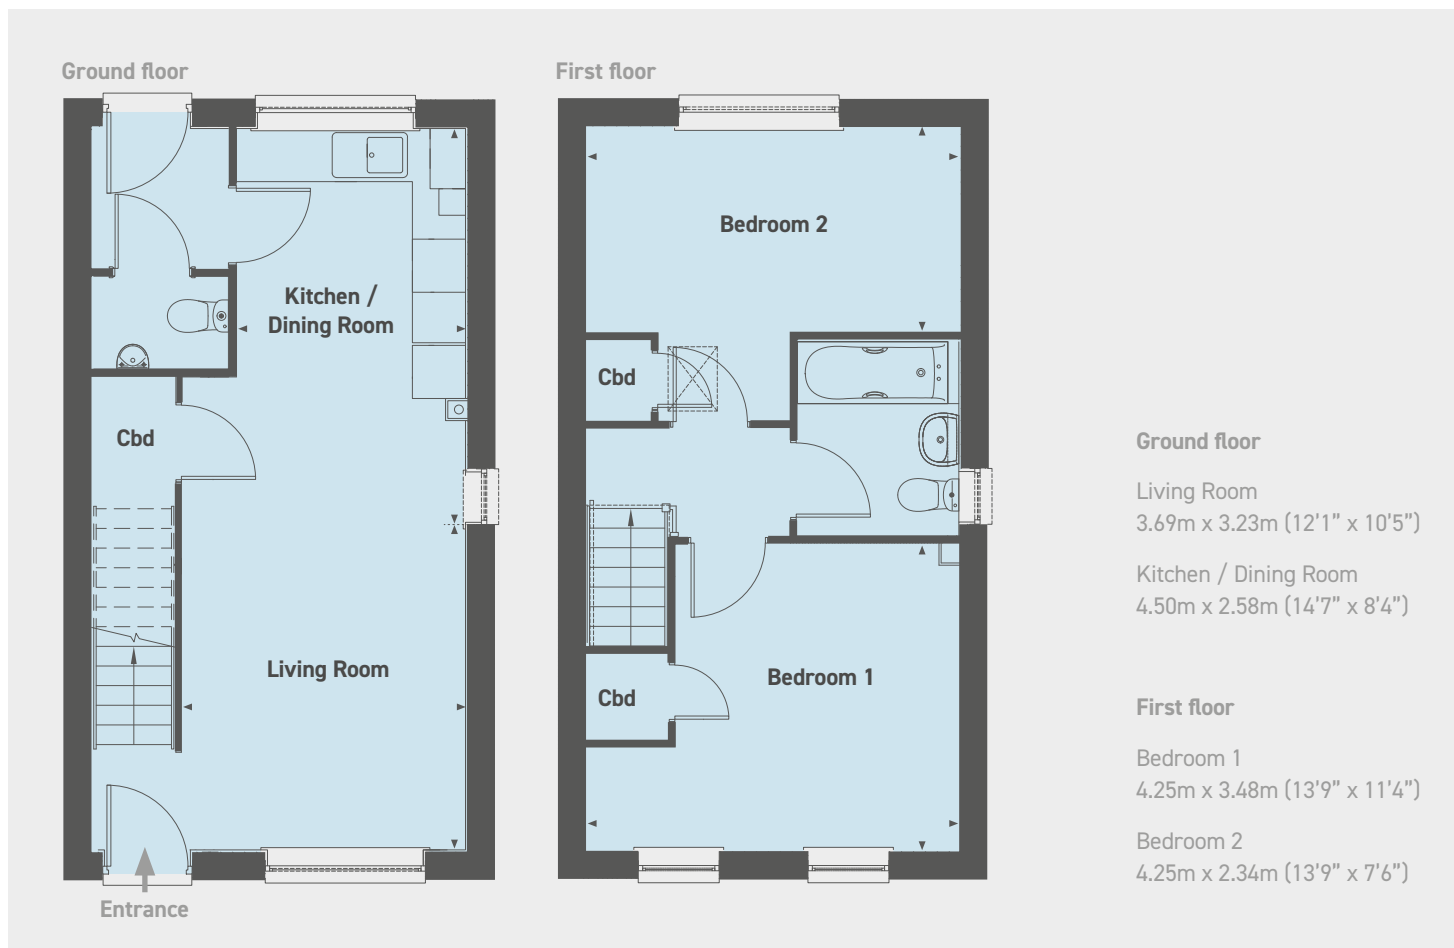 Ground floor
First floor
Bedroom 2
Kitchen /
Dining Room
Cbd
Cbd
Living Room
Bedroom 1
Cbd
Entrance
Ground floor
Living Room
3.69m x 3.23m (12'1” x 10'5”)
Kitchen / Dining Room
4.50m x 2.58m (14'7” x 8'4”)
First floor
Bedroom 1
4.25m x 3.48m (13'9” x 11'4”)
Bedroom 2
4.25m x 2.34m (13'9” x 7'6”)